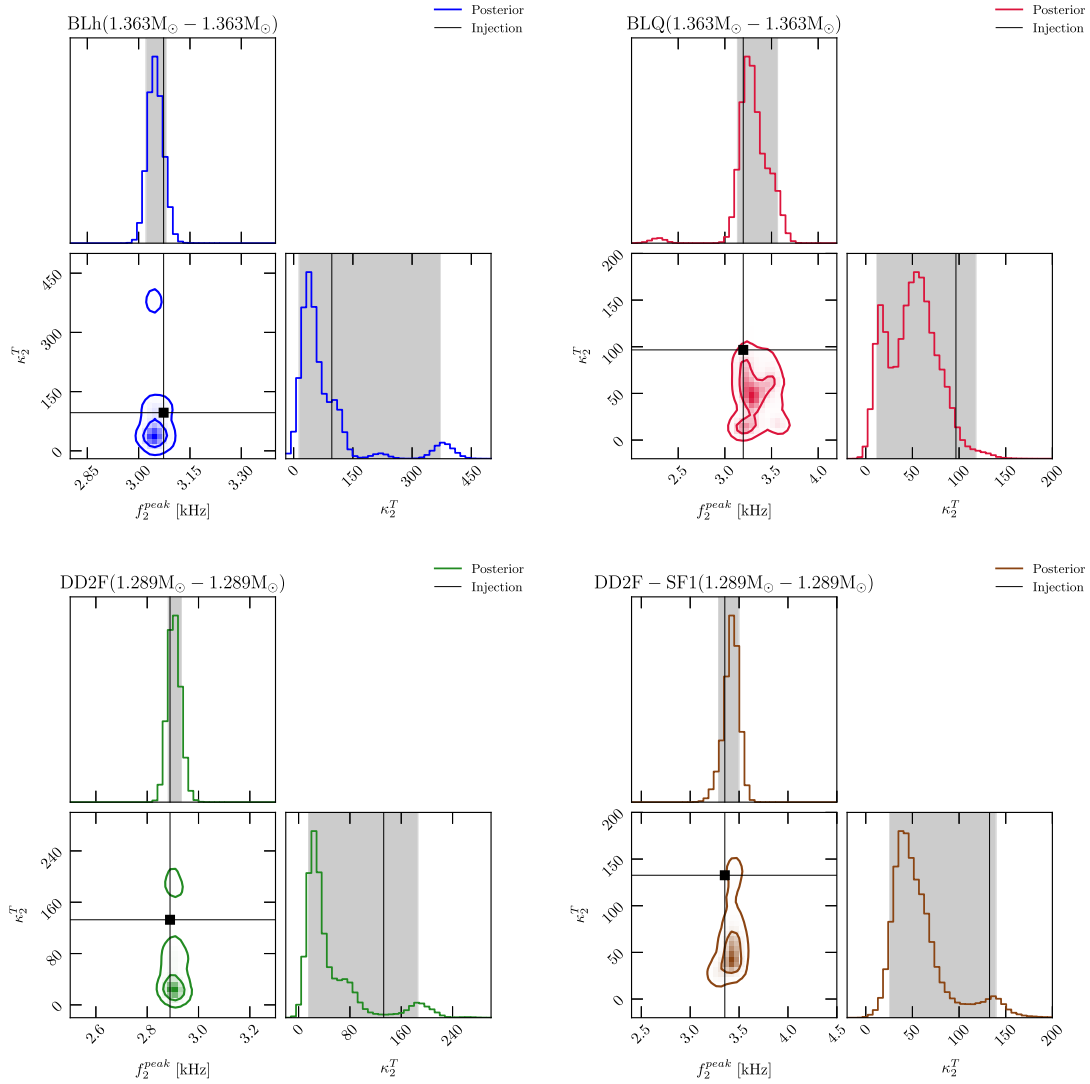 BLh(1.363M⊙ − 1.363M⊙)
Posterior
Injection
450
300
150
0
κ₂ᵀ
2.85
3.00
3.15
3.30
f₂ᵖᵉᵃᵏ [kHz]
0
150
300
450
κ₂ᵀ
BLQ(1.363M⊙ − 1.363M⊙)
Posterior
Injection
200
150
100
50
0
κ₂ᵀ
2.5
3.0
3.5
4.0
f₂ᵖᵉᵃᵏ [kHz]
0
50
100
150
200
κ₂ᵀ
DD2F(1.289M⊙ − 1.289M⊙)
Posterior
Injection
240
160
80
0
κ₂ᵀ
2.6
2.8
3.0
3.2
f₂ᵖᵉᵃᵏ [kHz]
0
80
160
240
κ₂ᵀ
DD2F − SF1(1.289M⊙ − 1.289M⊙)
Posterior
Injection
200
150
100
50
0
κ₂ᵀ
2.5
3.0
3.5
4.0
4.5
f₂ᵖᵉᵃᵏ [kHz]
0
50
100
150
200
κ₂ᵀ